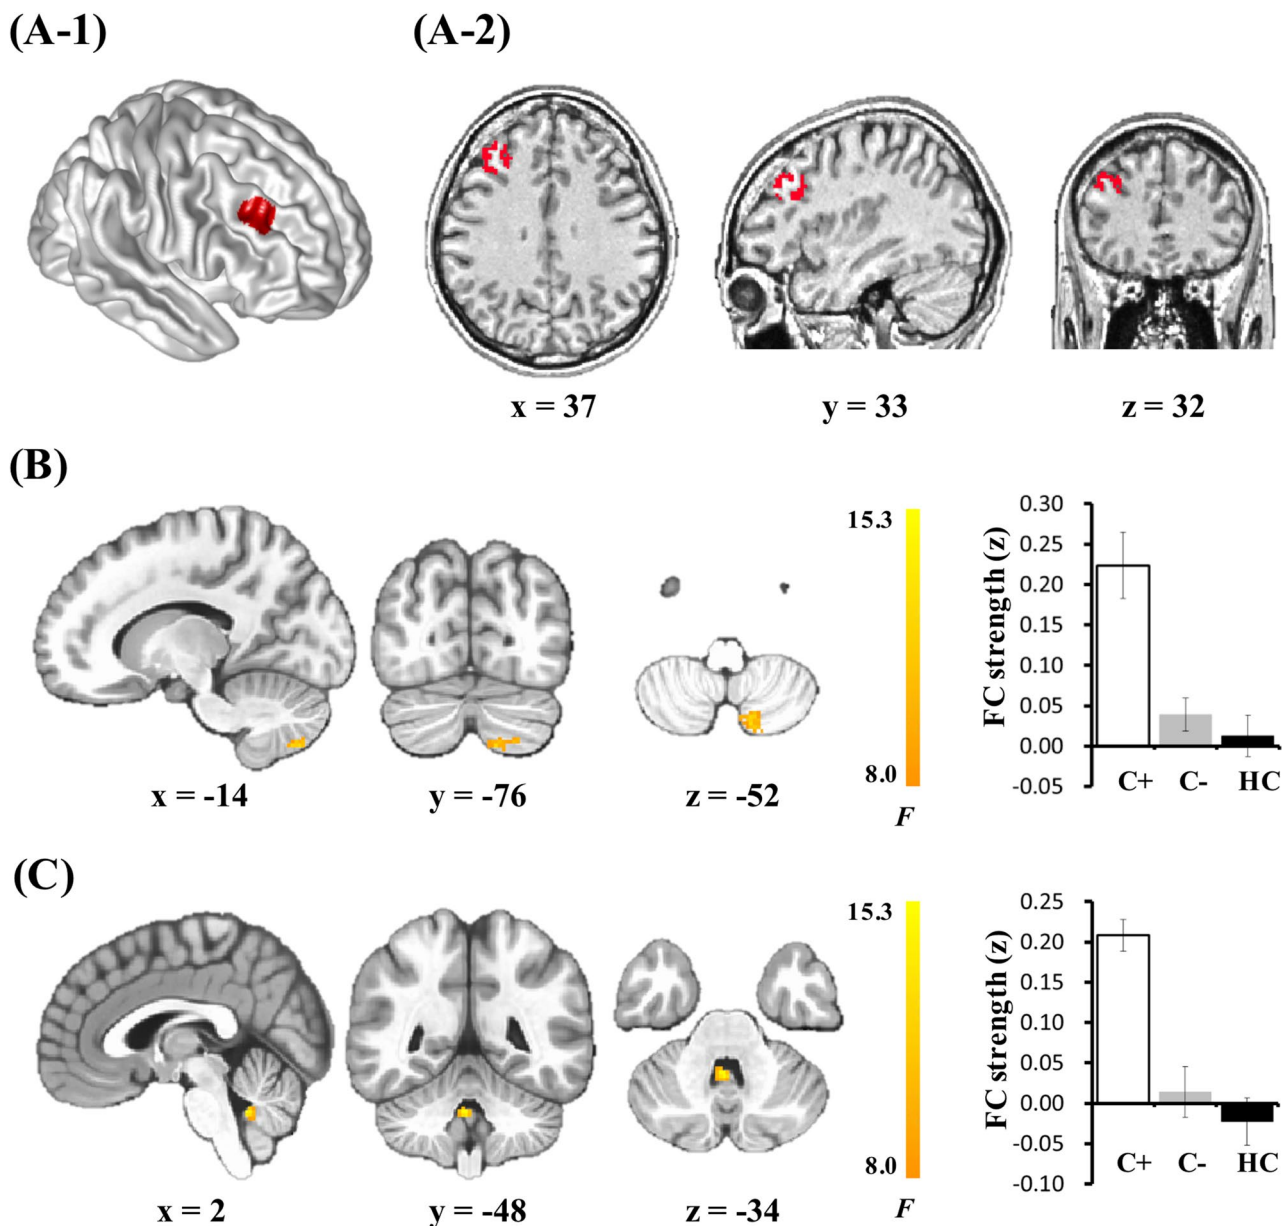 (A-1)
(A-2)
x = 37
y = 33
z = 32
(B)
15.3
8.0
F
x = -14
y = -76
z = -52
FC strength (z)
0.30
0.25
0.20
0.15
0.10
0.05
0.00
-0.05
C+
C-
HC
(C)
15.3
8.0
F
x = 2
y = -48
z = -34
FC strength (z)
0.25
0.20
0.15
0.10
0.05
0.00
-0.05
-0.10
C+
C-
HC